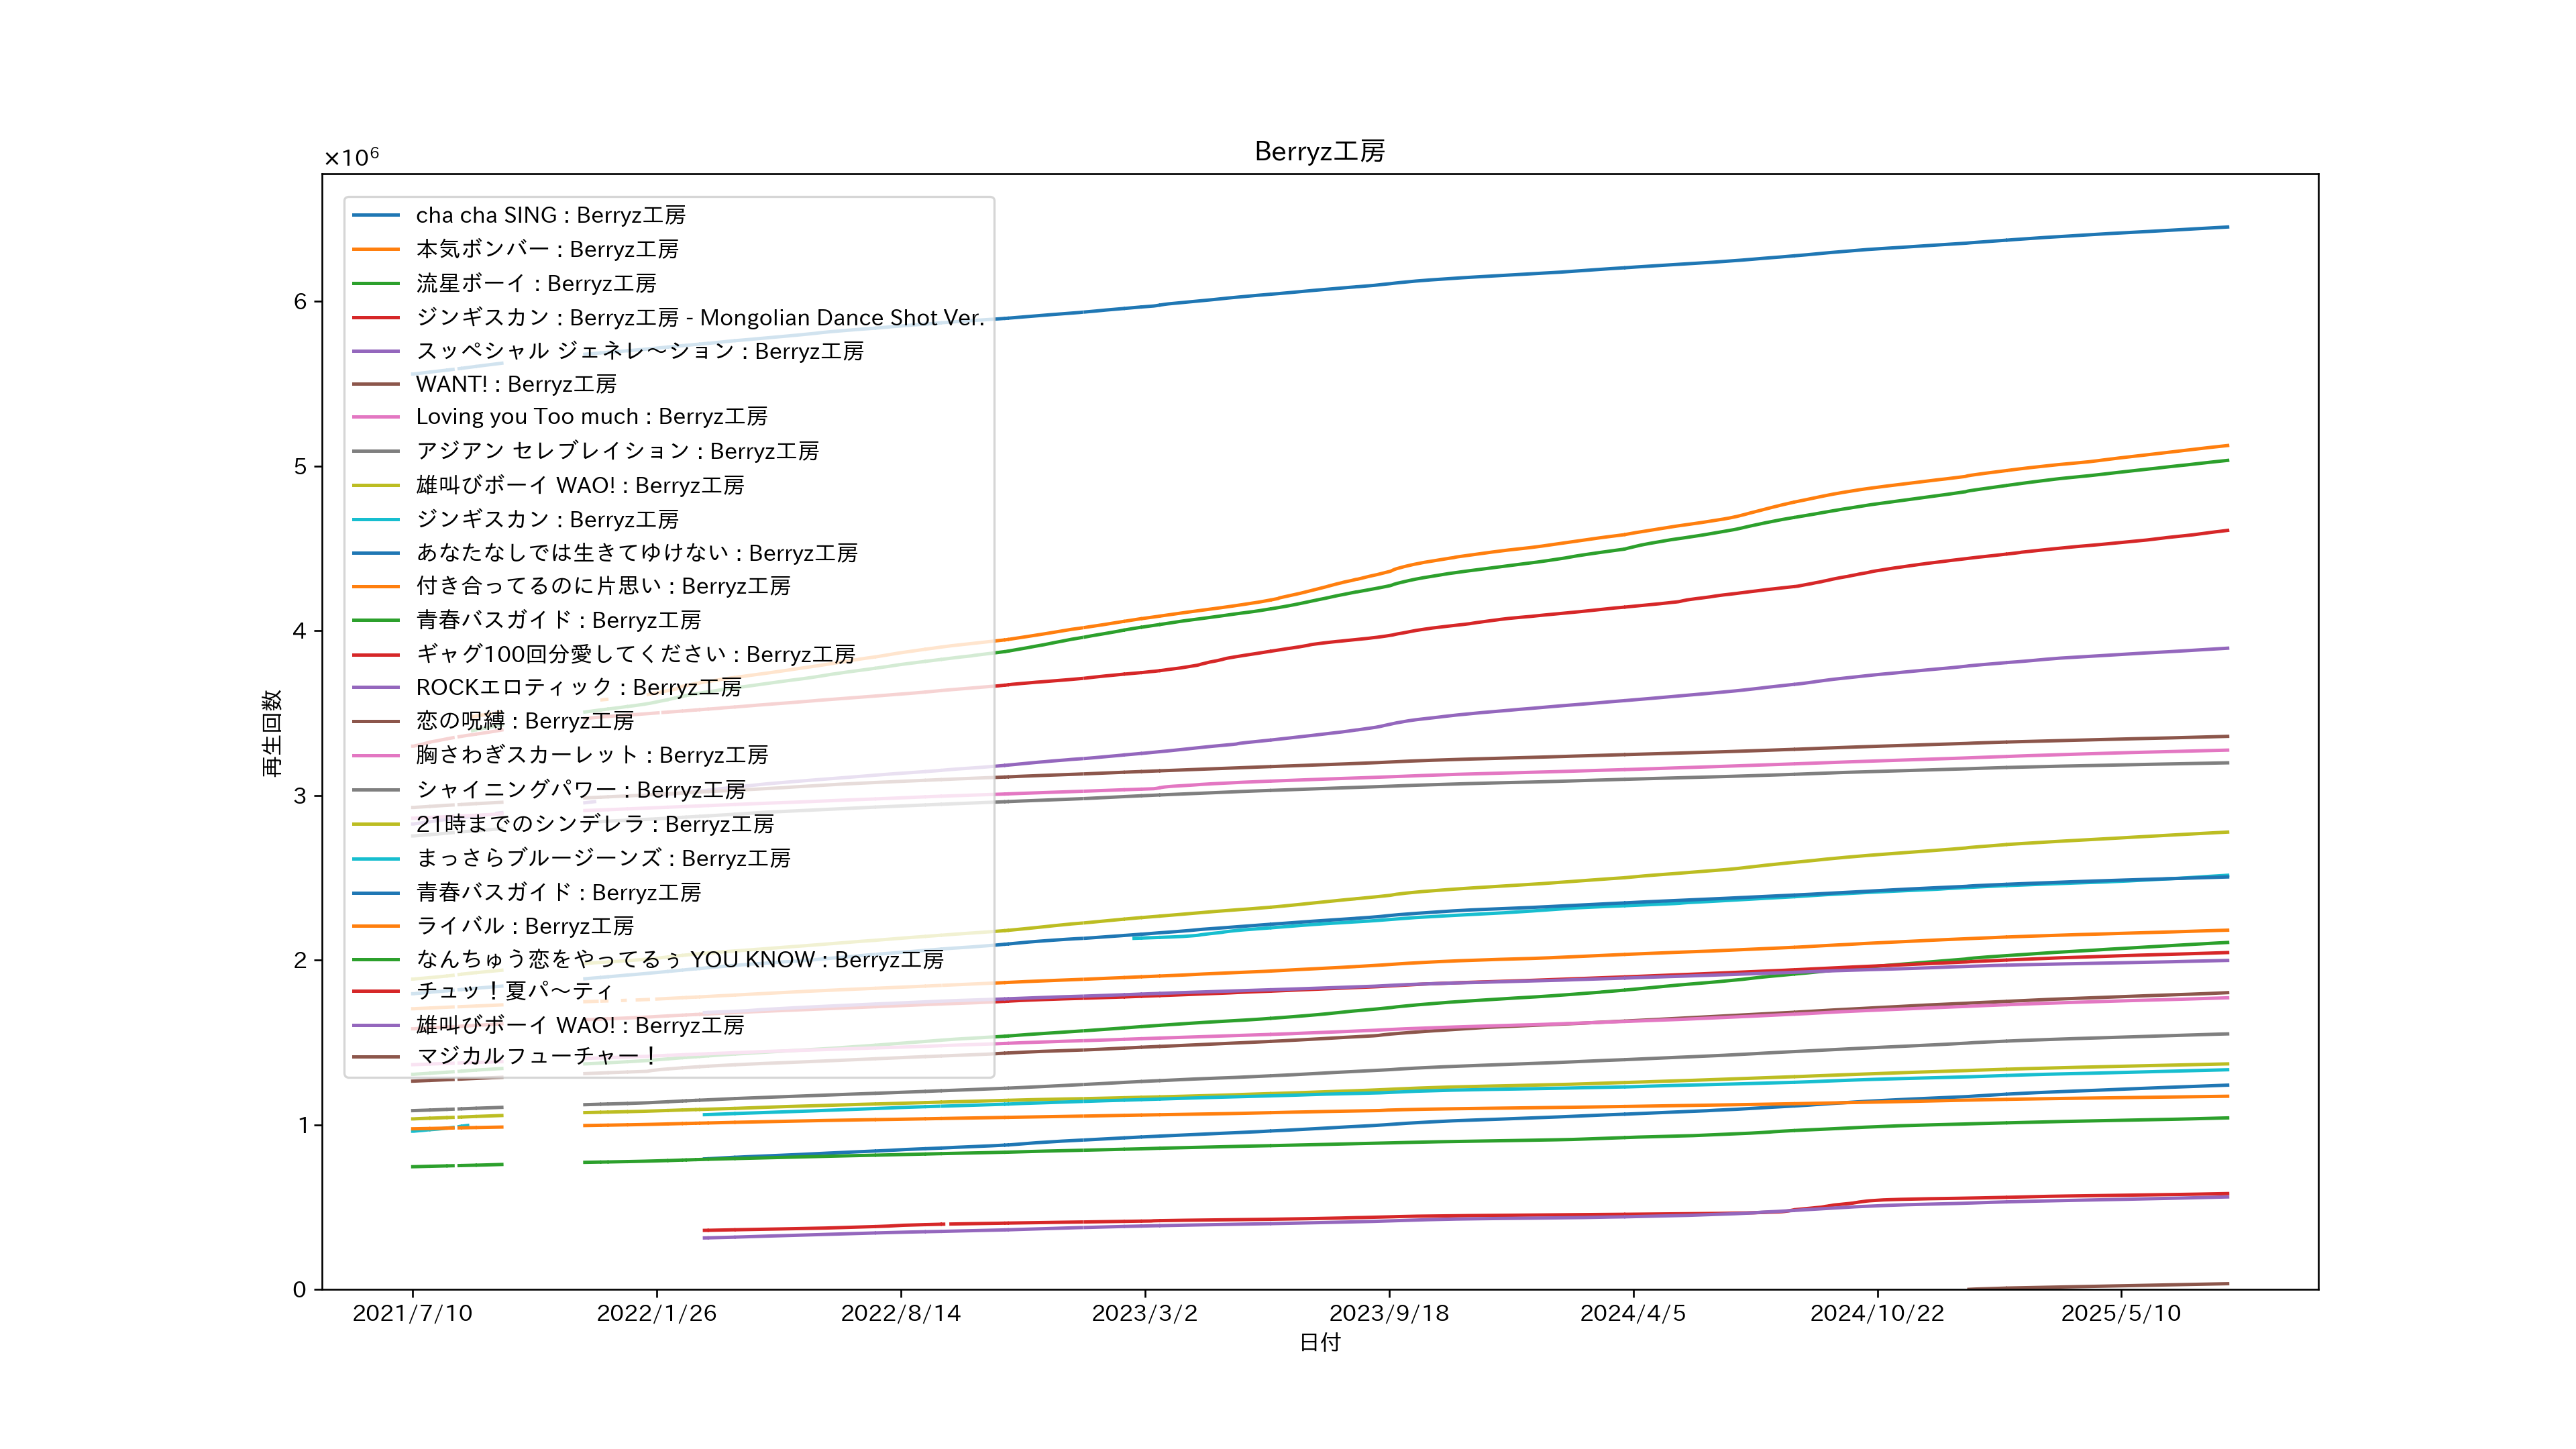 Berryz工房
×10⁶
cha cha SING : Berryz工房
本気ボンバー : Berryz工房
流星ボーイ : Berryz工房
ジンギスカン : Berryz工房 - Mongolian Dance Shot Ver.
スッペシャル ジェネレ〜ション : Berryz工房
WANT! : Berryz工房
Loving you Too much : Berryz工房
アジアン セレブレイション : Berryz工房
雄叫びボーイ WAO! : Berryz工房
ジンギスカン : Berryz工房
あなたなしでは生きてゆけない : Berryz工房
付き合ってるのに片思い : Berryz工房
青春バスガイド : Berryz工房
ギャグ100回分愛してください : Berryz工房
ROCKエロティック : Berryz工房
恋の呪縛 : Berryz工房
胸さわぎスカーレット : Berryz工房
シャイニングパワー : Berryz工房
21時までのシンデレラ : Berryz工房
まっさらブルージーンズ : Berryz工房
青春バスガイド : Berryz工房
ライバル : Berryz工房
なんちゅう恋をやってるぅ YOU KNOW : Berryz工房
チュッ！夏パ〜ティ
雄叫びボーイ WAO! : Berryz工房
マジカルフューチャー！
6
5
4
3
2
1
0
再生回数
2021/7/10 2022/1/26 2022/8/14 2023/3/2 2023/9/18 2024/4/5 2024/10/22 2025/5/10
日付